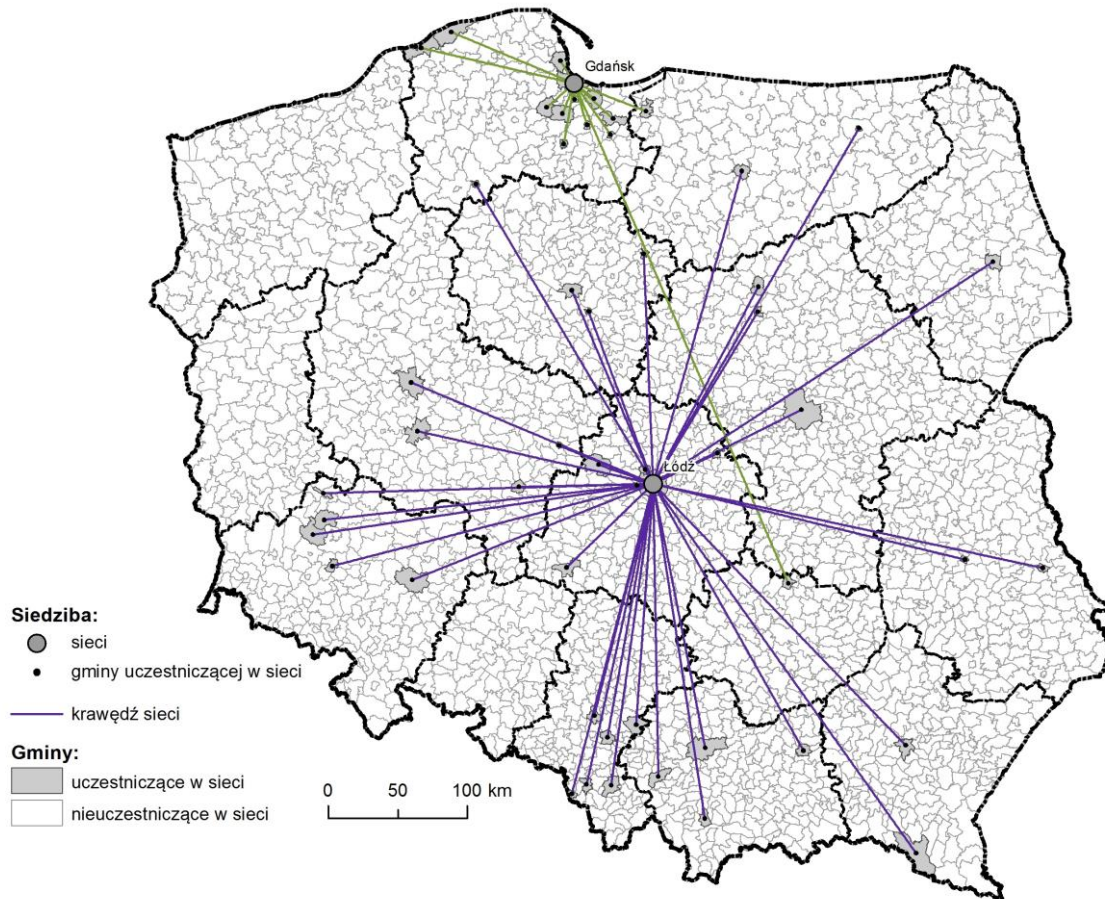 Gdańsk
Łódź
Siedziba:
sieci
gminy uczestniczącej w sieci
krawędź sieci
Gminy:
uczestniczące w sieci
nieuczestniczące w sieci
0 50 100 km